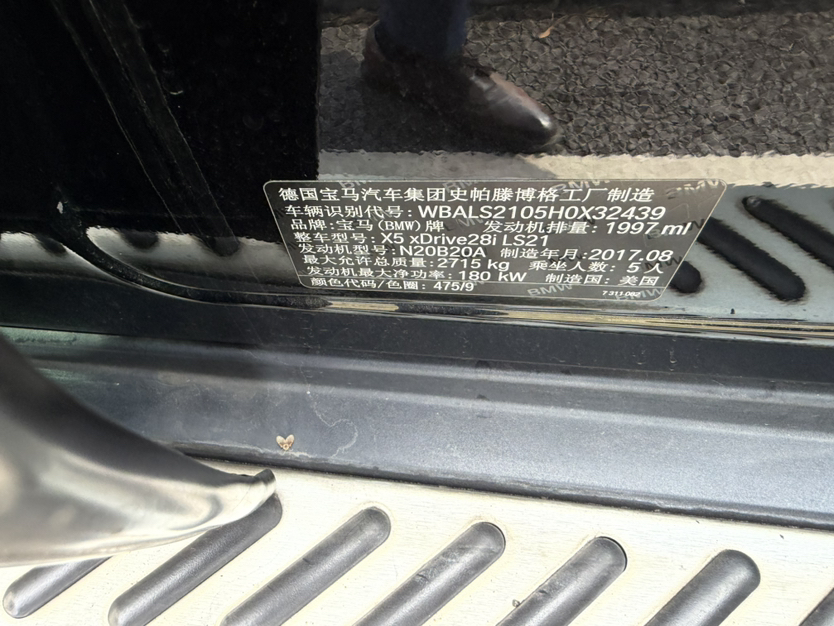 德国宝马汽车集团史帕滕博格工厂制造
车辆识别代号: WBALS2105H0X32439
品牌: 宝马(BMW)牌 发动机排量: 1997 ml
整车型号: X5 xDrive28i LS21
发动机型号: N20B20A 制造年月: 2017.08
最大允许总质量: 2715 kg 乘坐人数: 5 人
发动机最大净功率: 180 kW 制造国: 美国
颜色代码/色圈: 475/9